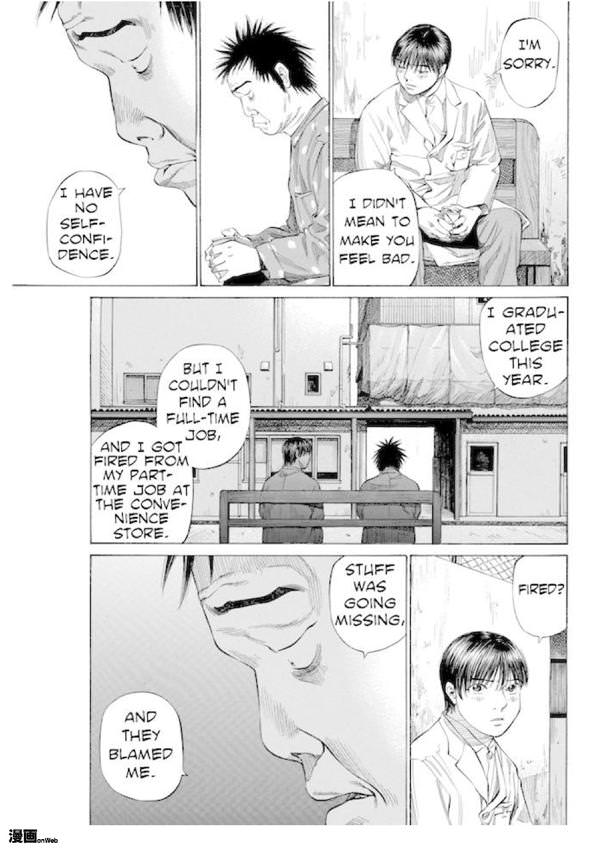 I'M
SORRY.
I DIDN'T
MEAN TO
MAKE YOU
FEEL BAD.
I HAVE
NO
SELF-
CONFI-
DENCE.
I GRADU-
ATED
COLLEGE
THIS
YEAR.
BUT I
COULDN'T
FIND A
FULL-TIME
JOB,
AND I GOT
FIRED FROM
MY PART-
TIME JOB AT
THE CONVE-
NIENCE
STORE.
FIRED?
STUFF
WAS
GOING
MISSING,
AND
THEY
BLAMED
ME.
漫画onWeb